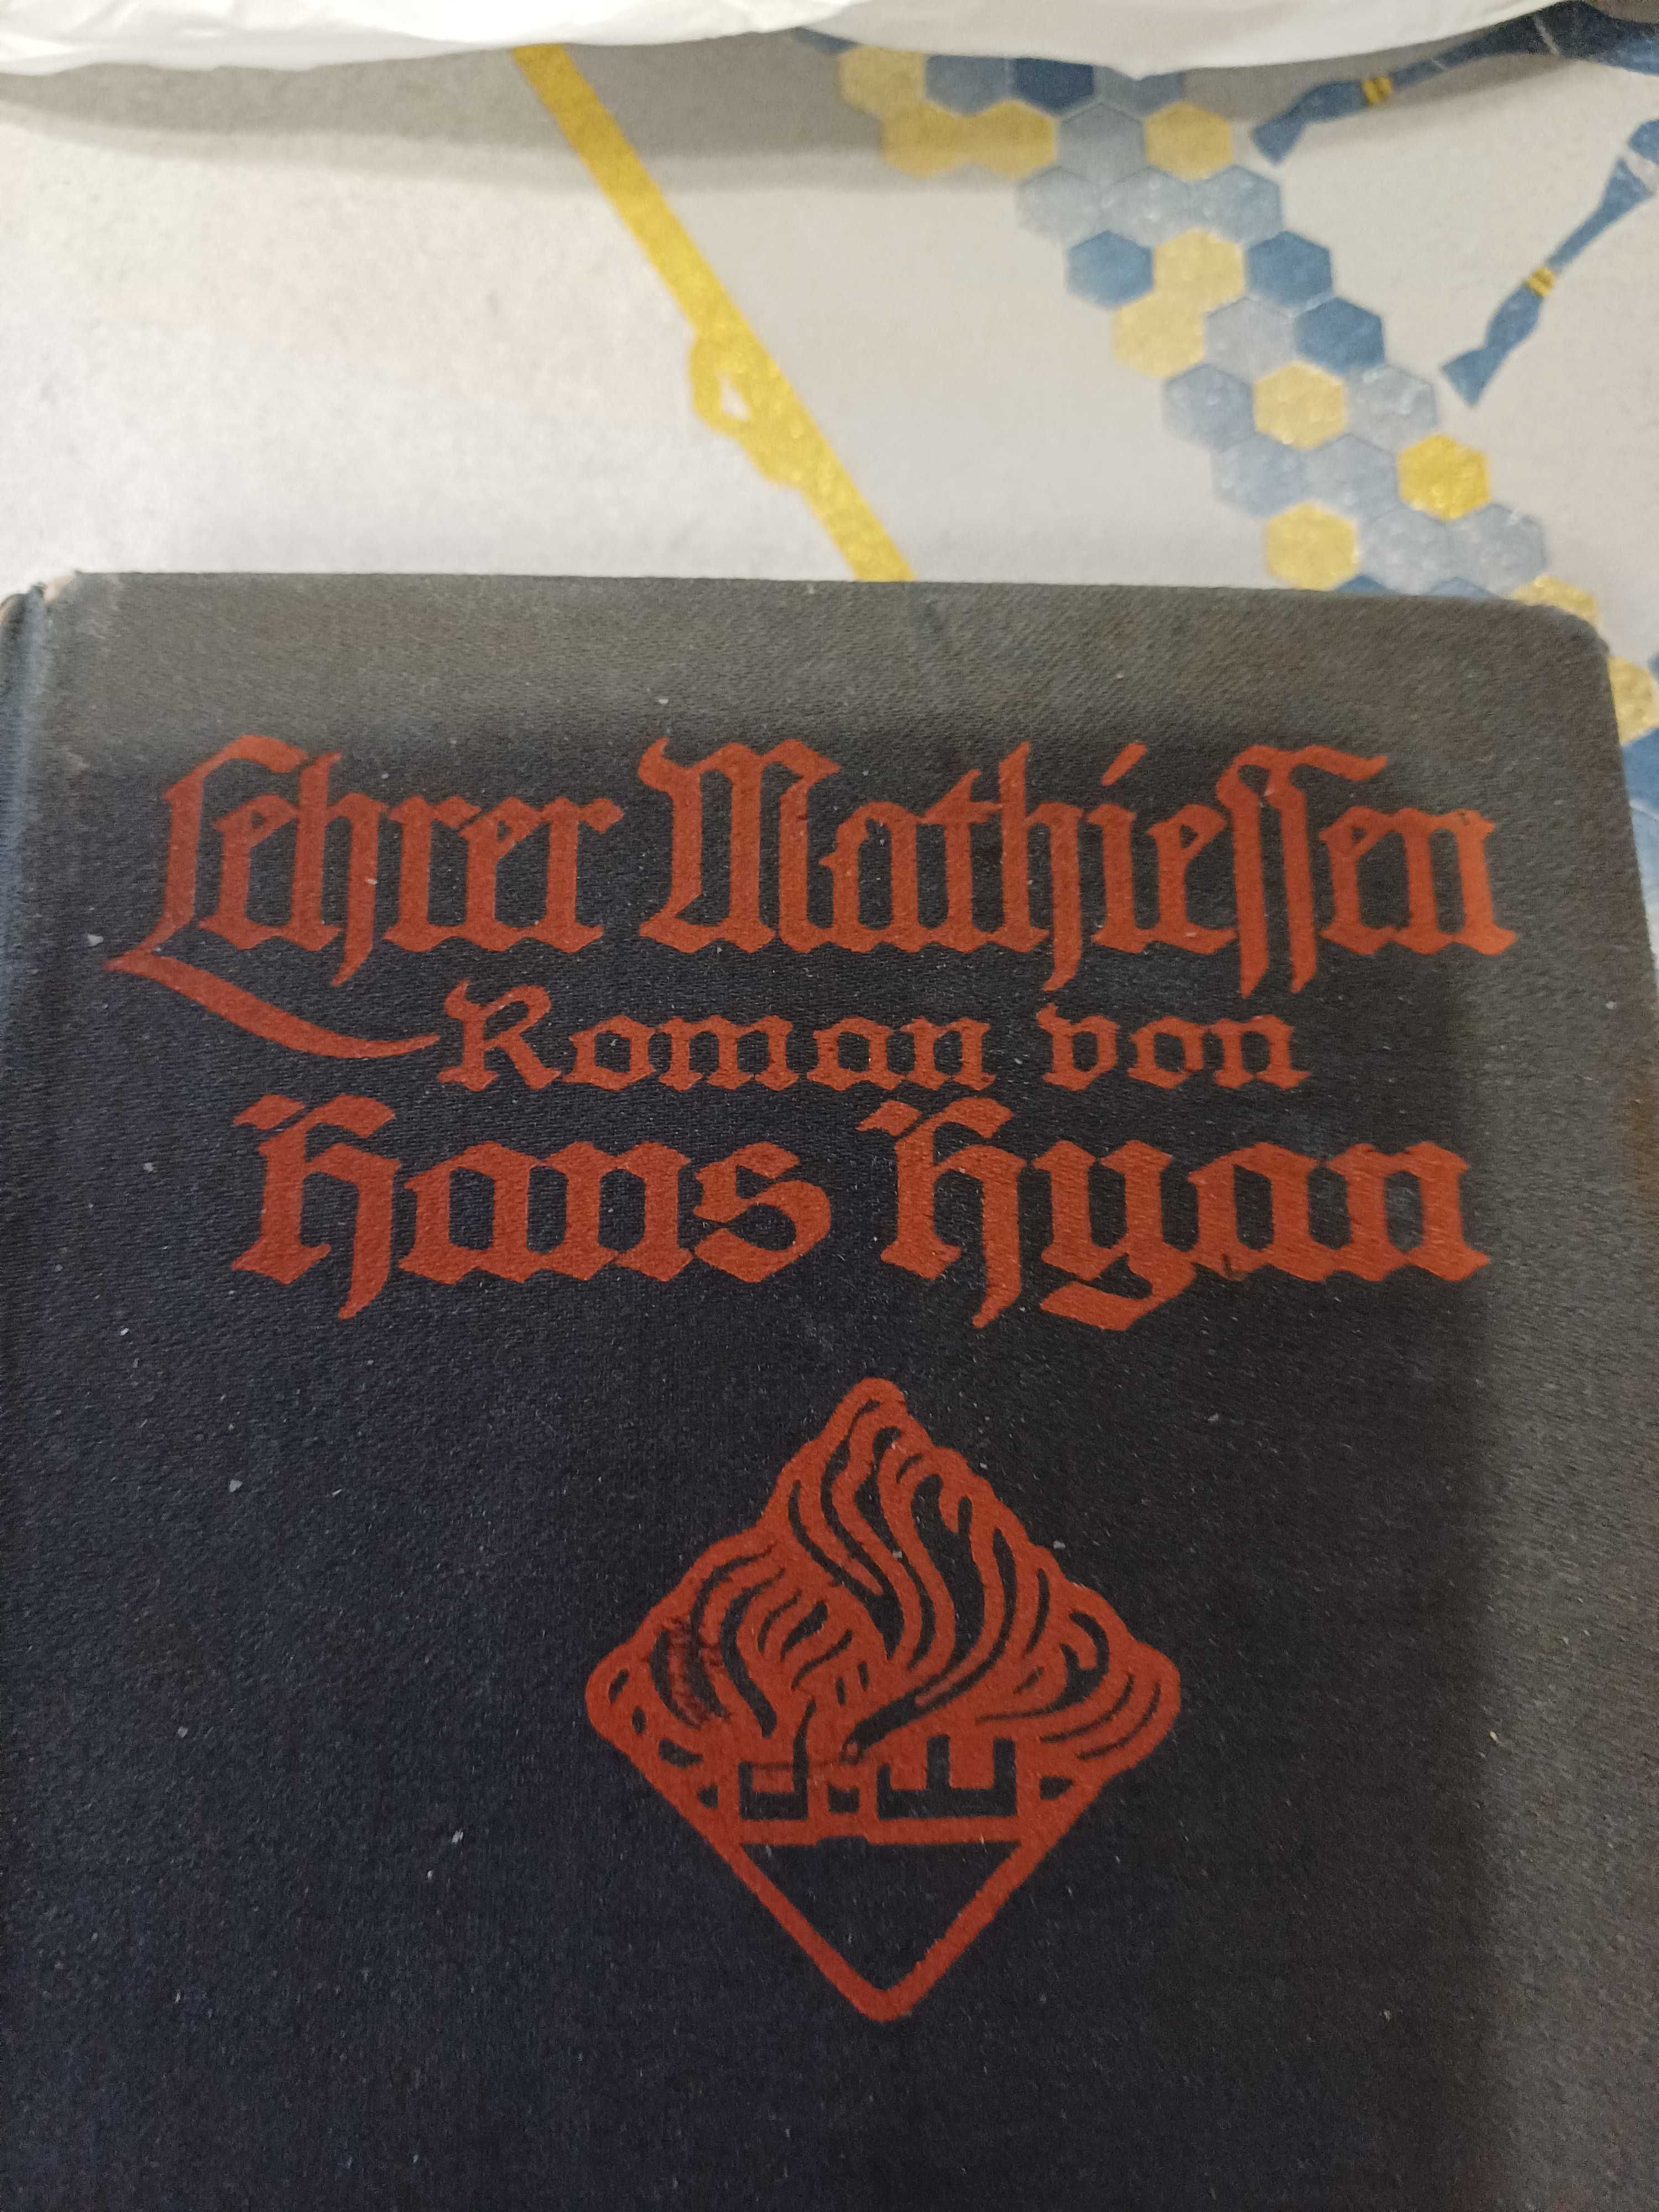 Lehrer Mathiessen
Roman von
Hans Hyan